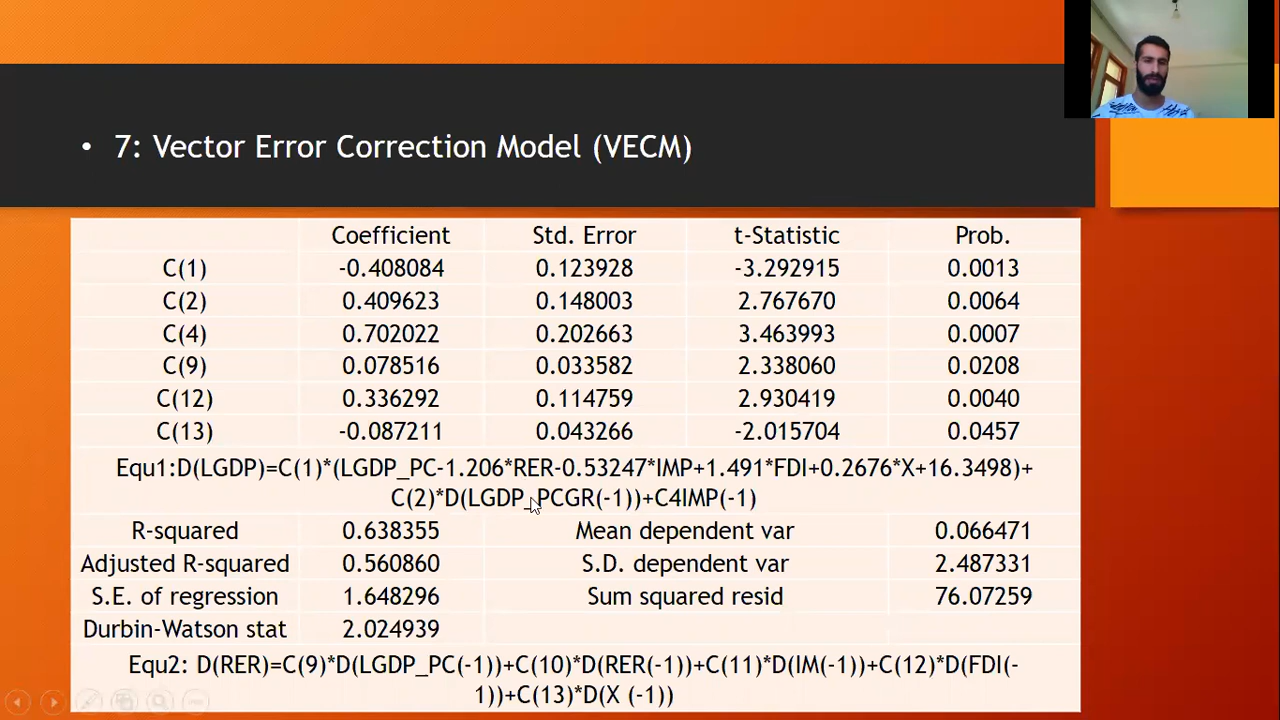 • 7: Vector Error Correction Model (VECM)
Coefficient Std. Error t-Statistic Prob.
C(1) -0.408084 0.123928 -3.292915 0.0013
C(2) 0.409623 0.148003 2.767670 0.0064
C(4) 0.702022 0.202663 3.463993 0.0007
C(9) 0.078516 0.033582 2.338060 0.0208
C(12) 0.336292 0.114759 2.930419 0.0040
C(13) -0.087211 0.043266 -2.015704 0.0457
Equ1:D(LGDP)=C(1)*(LGDP_PC-1.206*RER-0.53247*IMP+1.491*FDI+0.2676*X+16.3498)+
C(2)*D(LGDP_PCGR(-1))+C4IMP(-1)
R-squared 0.638355 Mean dependent var 0.066471
Adjusted R-squared 0.560860 S.D. dependent var 2.487331
S.E. of regression 1.648296 Sum squared resid 76.07259
Durbin-Watson stat 2.024939
Equ2: D(RER)=C(9)*D(LGDP_PC(-1))+C(10)*D(RER(-1))+C(11)*D(IM(-1))+C(12)*D(FDI(-
1))+C(13)*D(X (-1))